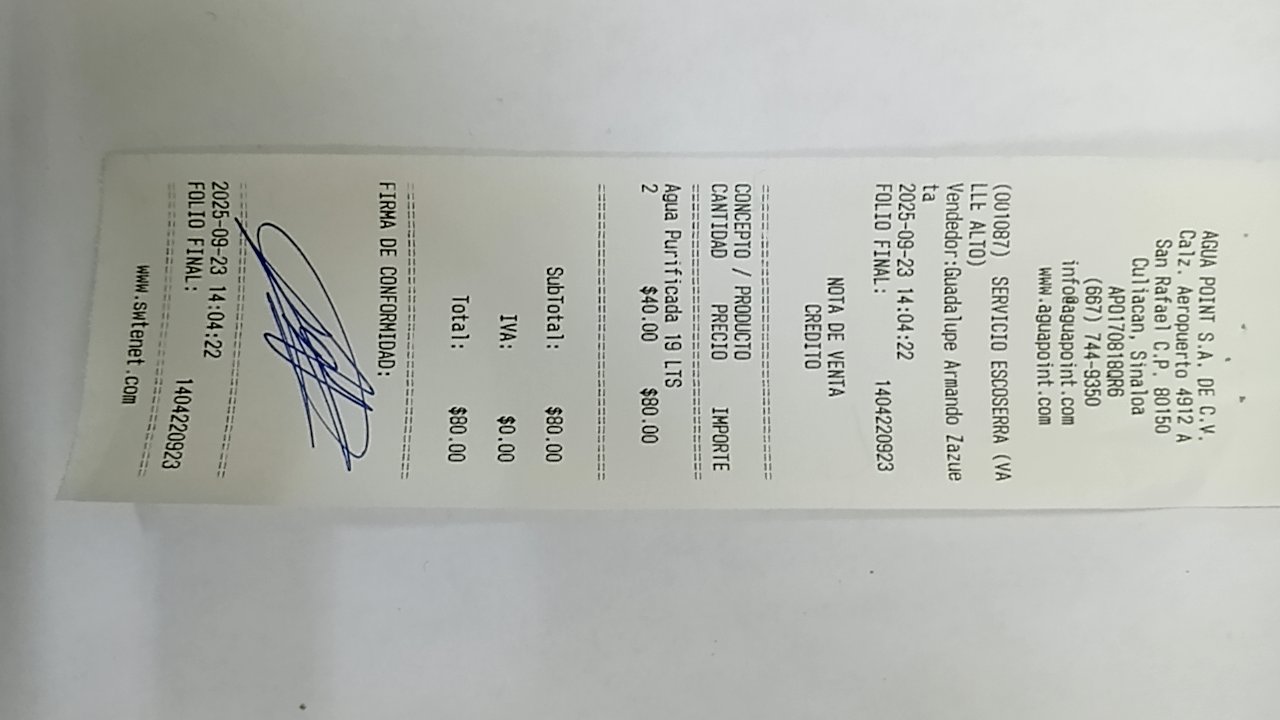 AGUA POINT S.A. DE C.V.
Calz. Aeropuerto 4912 A
San Rafael C.P. 80150
Culiacan, Sinaloa
APO170818QR6
(667) 744-9350
info@aguapoint.com
www.aguapoint.com
(001087) SERVICIO ESCOSERRA (VA
LLE ALTO)
Vendedor:Guadalupe Armando Zazue
ta
2025-09-23 14:04:22
FOLIO FINAL: 1404220923
NOTA DE VENTA
CREDITO
================================
CONCEPTO / PRODUCTO
CANTIDAD PRECIO IMPORTE
================================
Agua Purificada 19 LTS
2 $40.00 $80.00
================================
SubTotal: $80.00
IVA: $0.00
Total: $80.00
================================
FIRMA DE CONFORMIDAD:
================================
2025-09-23 14:04:22
FOLIO FINAL: 1404220923
================================
www.swtenet.com